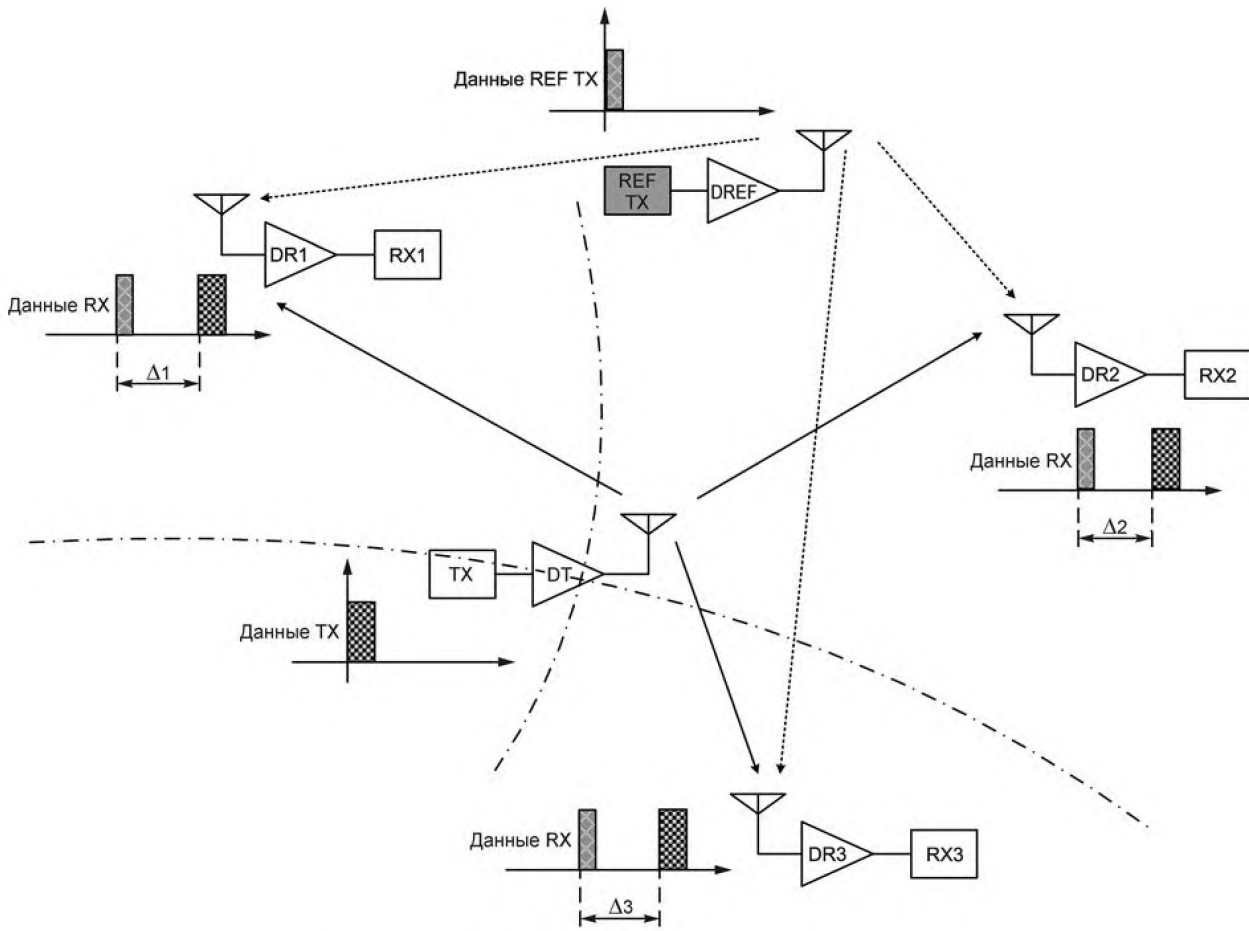 Данные REF TX
REF
TX
DREF
DR1
RX1
Данные RX
Δ1
DR2
RX2
Данные RX
Δ2
TX
DT
Данные TX
Данные RX
DR3
RX3
Δ3